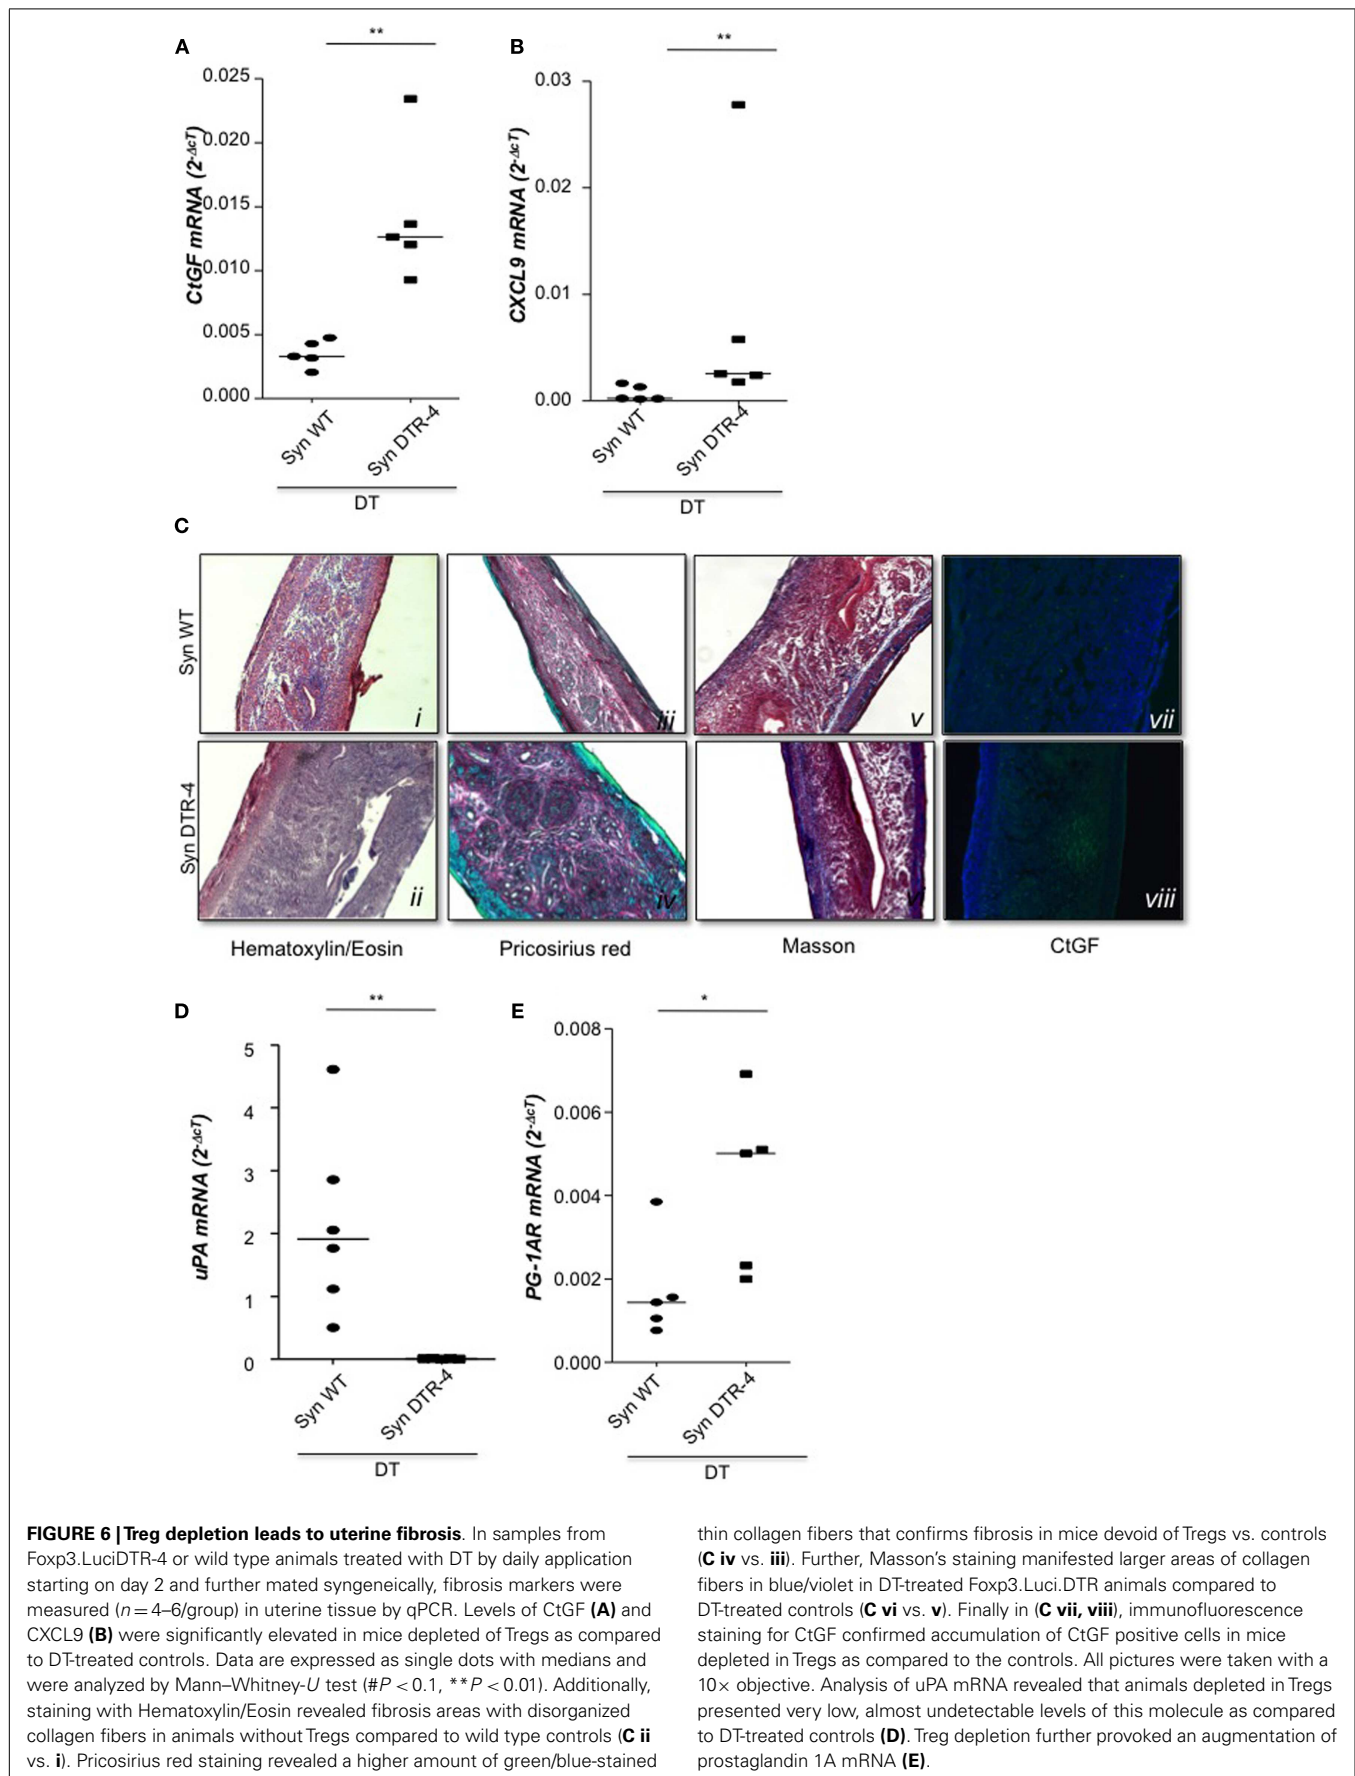 A
**
0.025
0.020
0.015
0.010
0.005
0.000
CtGF mRNA (2^-ΔcT)
Syn WT
Syn DTR-4
DT
B
**
0.03
0.02
0.01
0.00
CXCL9 mRNA (2^-ΔcT)
Syn WT
Syn DTR-4
DT
C
Syn WT
i
iii
v
vii
Syn DTR-4
ii
iv
vi
viii
Hematoxylin/Eosin
Pricosirius red
Masson
CtGF
D
**
5
4
3
2
1
0
uPA mRNA (2^-ΔcT)
Syn WT
Syn DTR-4
DT
E
*
0.008
0.006
0.004
0.002
0.000
PG-1AR mRNA (2^-ΔcT)
Syn WT
Syn DTR-4
DT
FIGURE 6 | Treg depletion leads to uterine fibrosis. In samples from
Foxp3.LuciDTR-4 or wild type animals treated with DT by daily application
starting on day 2 and further mated syngeneically, fibrosis markers were
measured (n = 4–6/group) in uterine tissue by qPCR. Levels of CtGF (A) and
CXCL9 (B) were significantly elevated in mice depleted of Tregs as compared
to DT-treated controls. Data are expressed as single dots with medians and
were analyzed by Mann–Whitney-U test (#P < 0.1, **P < 0.01). Additionally,
staining with Hematoxylin/Eosin revealed fibrosis areas with disorganized
collagen fibers in animals without Tregs compared to wild type controls (C ii
vs. i). Pricosirius red staining revealed a higher amount of green/blue-stained
thin collagen fibers that confirms fibrosis in mice devoid of Tregs vs. controls
(C iv vs. iii). Further, Masson's staining manifested larger areas of collagen
fibers in blue/violet in DT-treated Foxp3.Luci.DTR animals compared to
DT-treated controls (C vi vs. v). Finally in (C vii, viii), immunofluorescence
staining for CtGF confirmed accumulation of CtGF positive cells in mice
depleted in Tregs as compared to the controls. All pictures were taken with a
10× objective. Analysis of uPA mRNA revealed that animals depleted in Tregs
presented very low, almost undetectable levels of this molecule as compared
to DT-treated controls (D). Treg depletion further provoked an augmentation of
prostaglandin 1A mRNA (E).